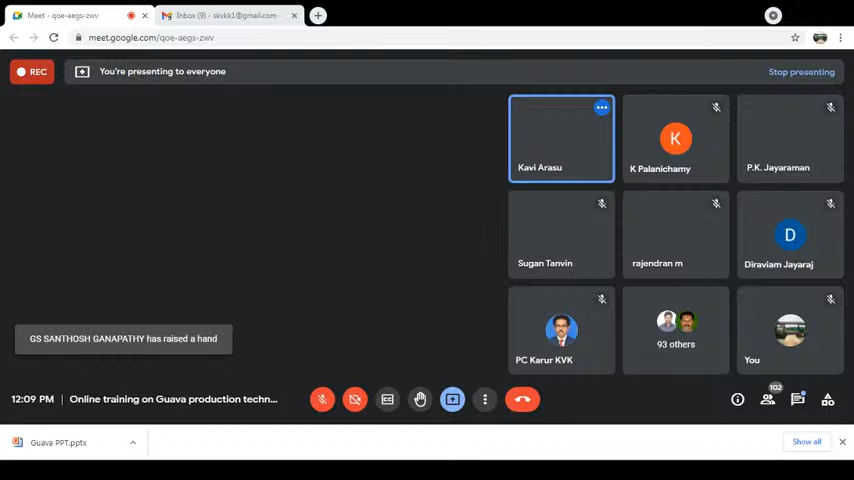 Meet - qoe-aegs-zwv
Inbox (9) - skvkk1@gmail.com -
meet.google.com/qoe-aegs-zwv
REC
You're presenting to everyone
Stop presenting
Kavi Arasu
K
K Palanichamy
P.K. Jayaraman
Sugan Tanvin
rajendran m
D
Diraviam Jayaraj
GS SANTHOSH GANAPATHY has raised a hand
PC Karur KVK
93 others
You
12:09 PM | Online training on Guava production techn...
102
Guava PPT.pptx
Show all